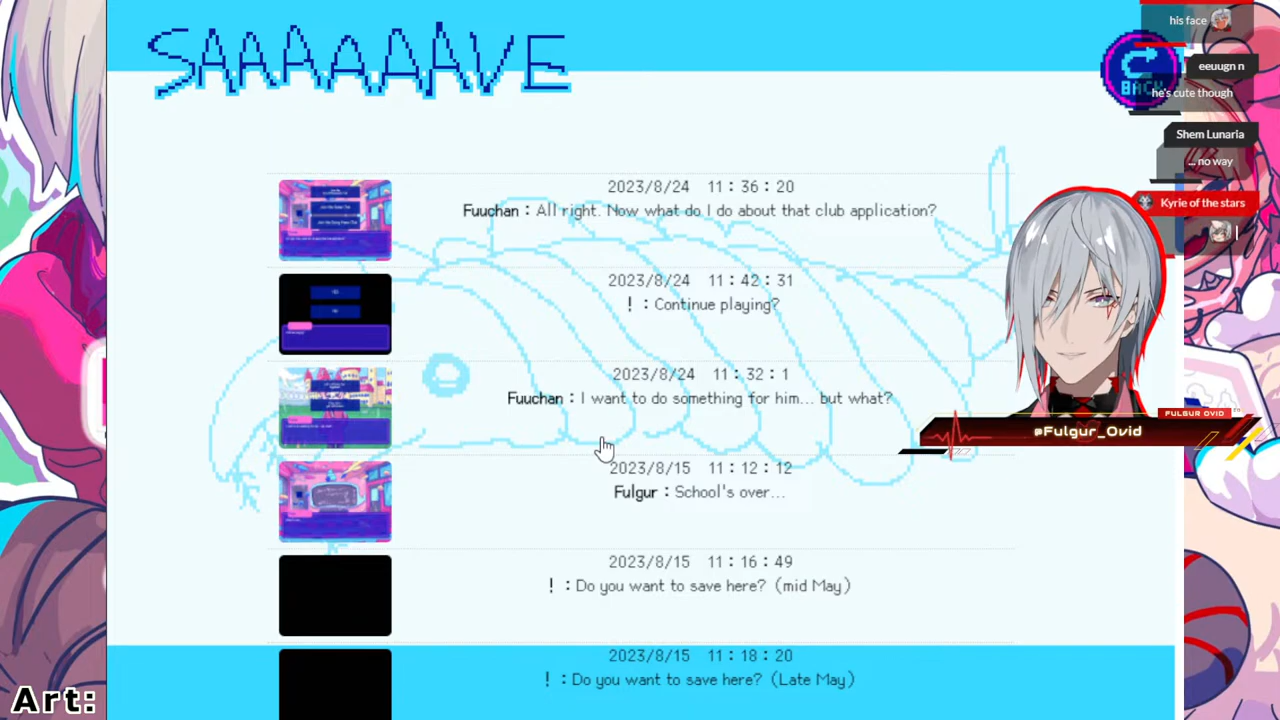 SAAAAAAVE
BACK
2023/8/24 11:36:20
Fuuchan:All right. Now what do I do about that club application?
2023/8/24 11:42:31
!:Continue playing?
2023/8/24 11:32:1
Fuuchan:I want to do something for him... but what?
2023/8/15 11:12:12
Fulgur:School's over...
2023/8/15 11:16:49
!:Do you want to save here? (mid May)
2023/8/15 11:18:20
!:Do you want to save here? (Late May)
his face
eeuugn n
he's cute though
Shem Lunaria
... no way
Kyrie of the stars
FULGUR OVID
@Fulgur_Ovid
Art: